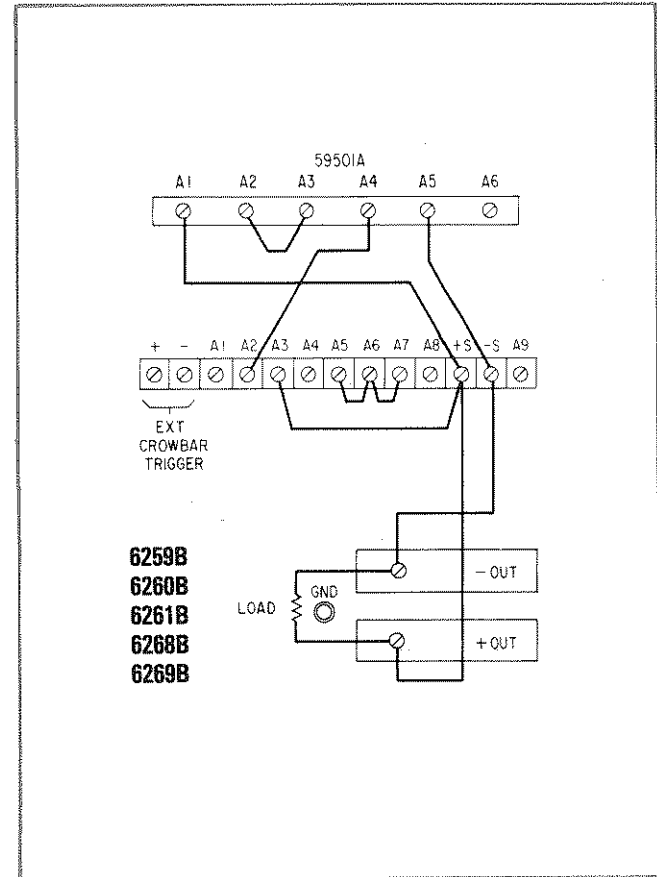 59501A
A1 A2 A3 A4 A5 A6
+ - A1 A2 A3 A4 A5 A6 A7 A8 +S -S A9
EXT
CROWBAR
TRIGGER
6259B
6260B
6261B
6268B
6269B
LOAD
GND
- OUT
+ OUT